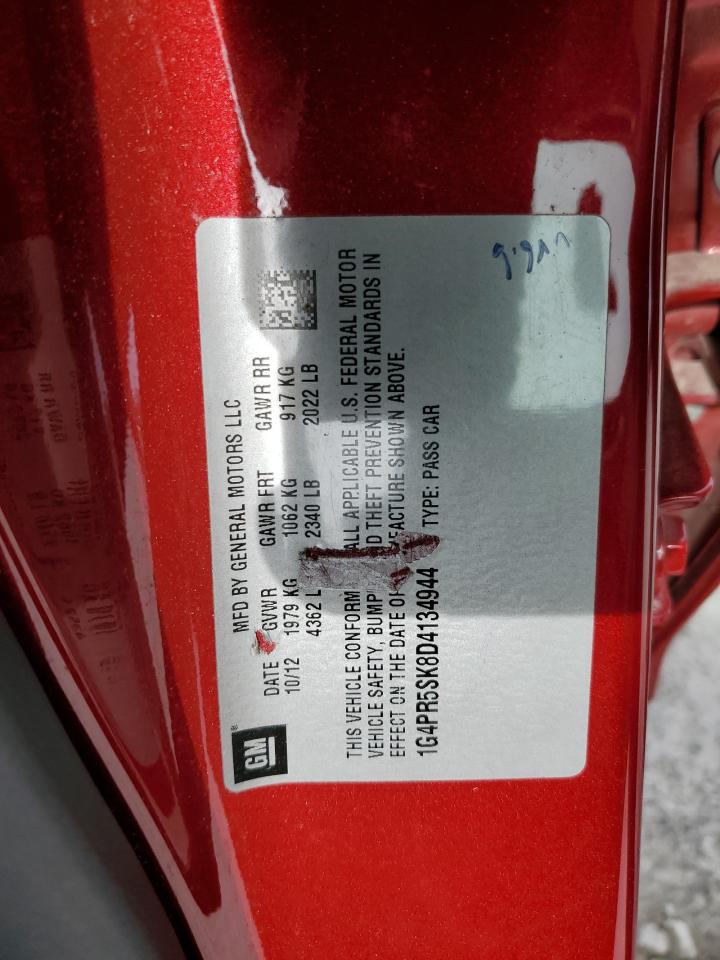 GM®
MFD BY GENERAL MOTORS LLC
DATE GVWR GAWR FRT GAWR RR
10/12 1979 KG 1062 KG 917 KG
4362 L 2340 LB 2022 LB
THIS VEHICLE CONFORM ALL APPLICABLE U.S. FEDERAL MOTOR
VEHICLE SAFETY, BUMP D THEFT PREVENTION STANDARDS IN
EFFECT ON THE DATE OF FACTURE SHOWN ABOVE.
1G4PR5SK8D4134944 TYPE: PASS CAR